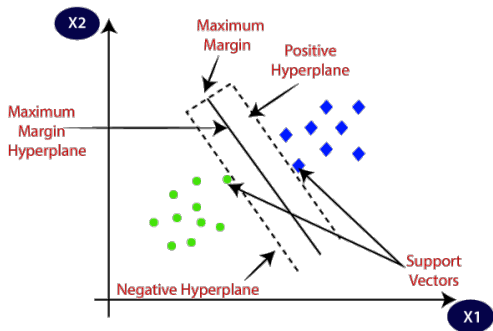 X2
Maximum
Margin
Positive
Hyperplane
Maximum
Margin
Hyperplane
Support
Vectors
Negative Hyperplane
X1